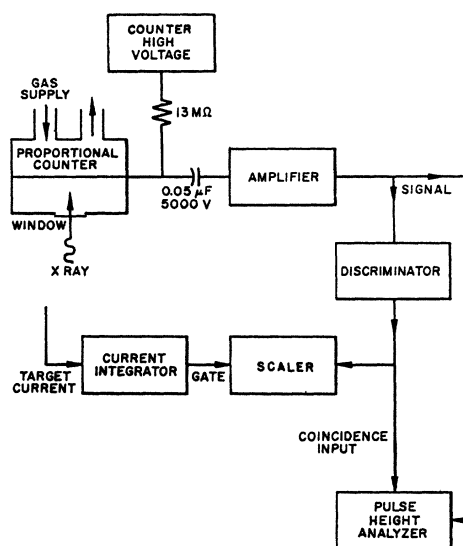 COUNTER
HIGH
VOLTAGE
GAS
SUPPLY
13 MΩ
PROPORTIONAL
COUNTER
0.05 μF
5000 V
AMPLIFIER
SIGNAL
WINDOW
X RAY
DISCRIMINATOR
TARGET
CURRENT
CURRENT
INTEGRATOR
GATE
SCALER
COINCIDENCE
INPUT
PULSE
HEIGHT
ANALYZER